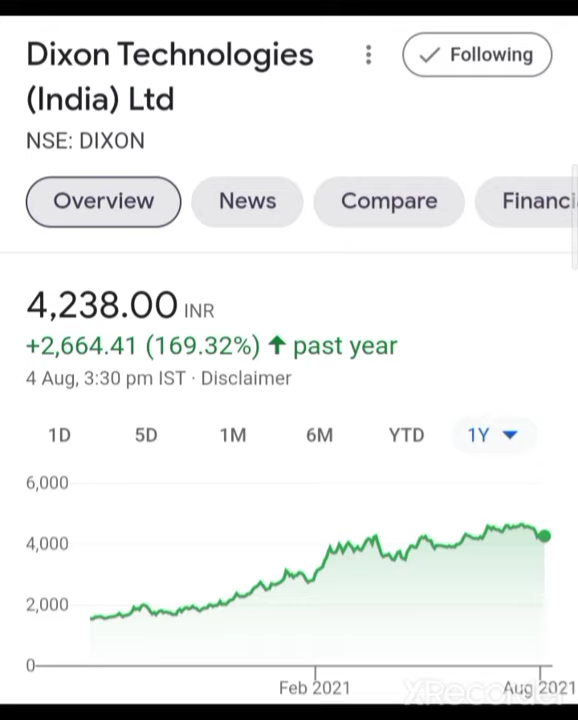 Dixon Technologies
(India) Ltd
Following
NSE: DIXON
Overview News Compare Financi
4,238.00 INR
+2,664.41 (169.32%) ↑ past year
4 Aug, 3:30 pm IST · Disclaimer
1D 5D 1M 6M YTD 1Y
6,000
4,000
2,000
0
Feb 2021 Aug 2021
XRecorder